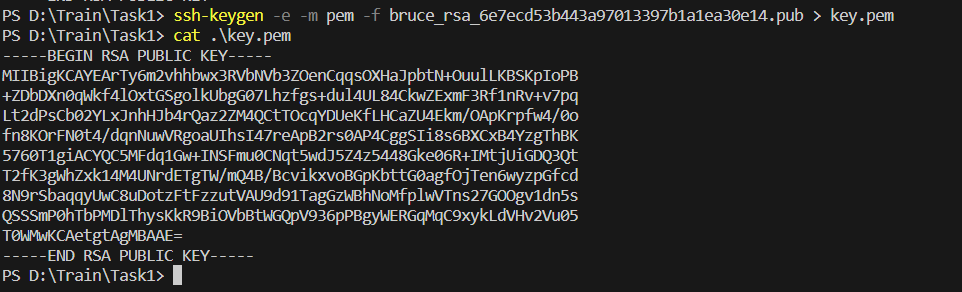 PS D:\Train\Task1> ssh-keygen -e -m pem -f bruce_rsa_6e7ecd53b443a97013397b1a1ea30e14.pub > key.pem
PS D:\Train\Task1> cat .\key.pem
-----BEGIN RSA PUBLIC KEY-----
MIIBigKCAYEArTy6m2vhhbwx3RVbNVb3ZOenCqqsOXHaJpbtN+OuulLKBSKpIoPB
+ZDbDXn0qWkf4lOxtGSgolkUbgG07Lhzfgs+dul4UL84CkwZExmF3Rf1nRv+v7pq
Lt2dPsCb02YLxJnhHJb4rQaz2ZM4QCtTOcqYDUeKfLHCaZU4Ekm/OApKrpfw4/0o
fn8KOrFN0t4/dqnNuwVRgoaUIhsI47reApB2rs0AP4CggSIi8s6BXCxB4YzgThBK
5760T1giACYQC5MFdq1Gw+INSFmu0CNqt5wdJ5Z4z5448Gke06R+IMtjUiGDQ3Qt
T2fK3gWhZxk14M4UNrdETgTW/mQ4B/BcvikxvoBGpKbttG0agfOjTen6wyzpGfcd
8N9rSbaqqyUwC8uDotzFtFzzutVAU9d91TagGzWBhNoMfplwVTns27GOOgv1dn5s
QSSSmP0hTbPMDlThysKkR9BiOVbBtWGQpV936pPBgyWERGqMqC9xykLdVHv2Vu05
T0WMwKCAetgtAgMBAAE=
-----END RSA PUBLIC KEY-----
PS D:\Train\Task1>